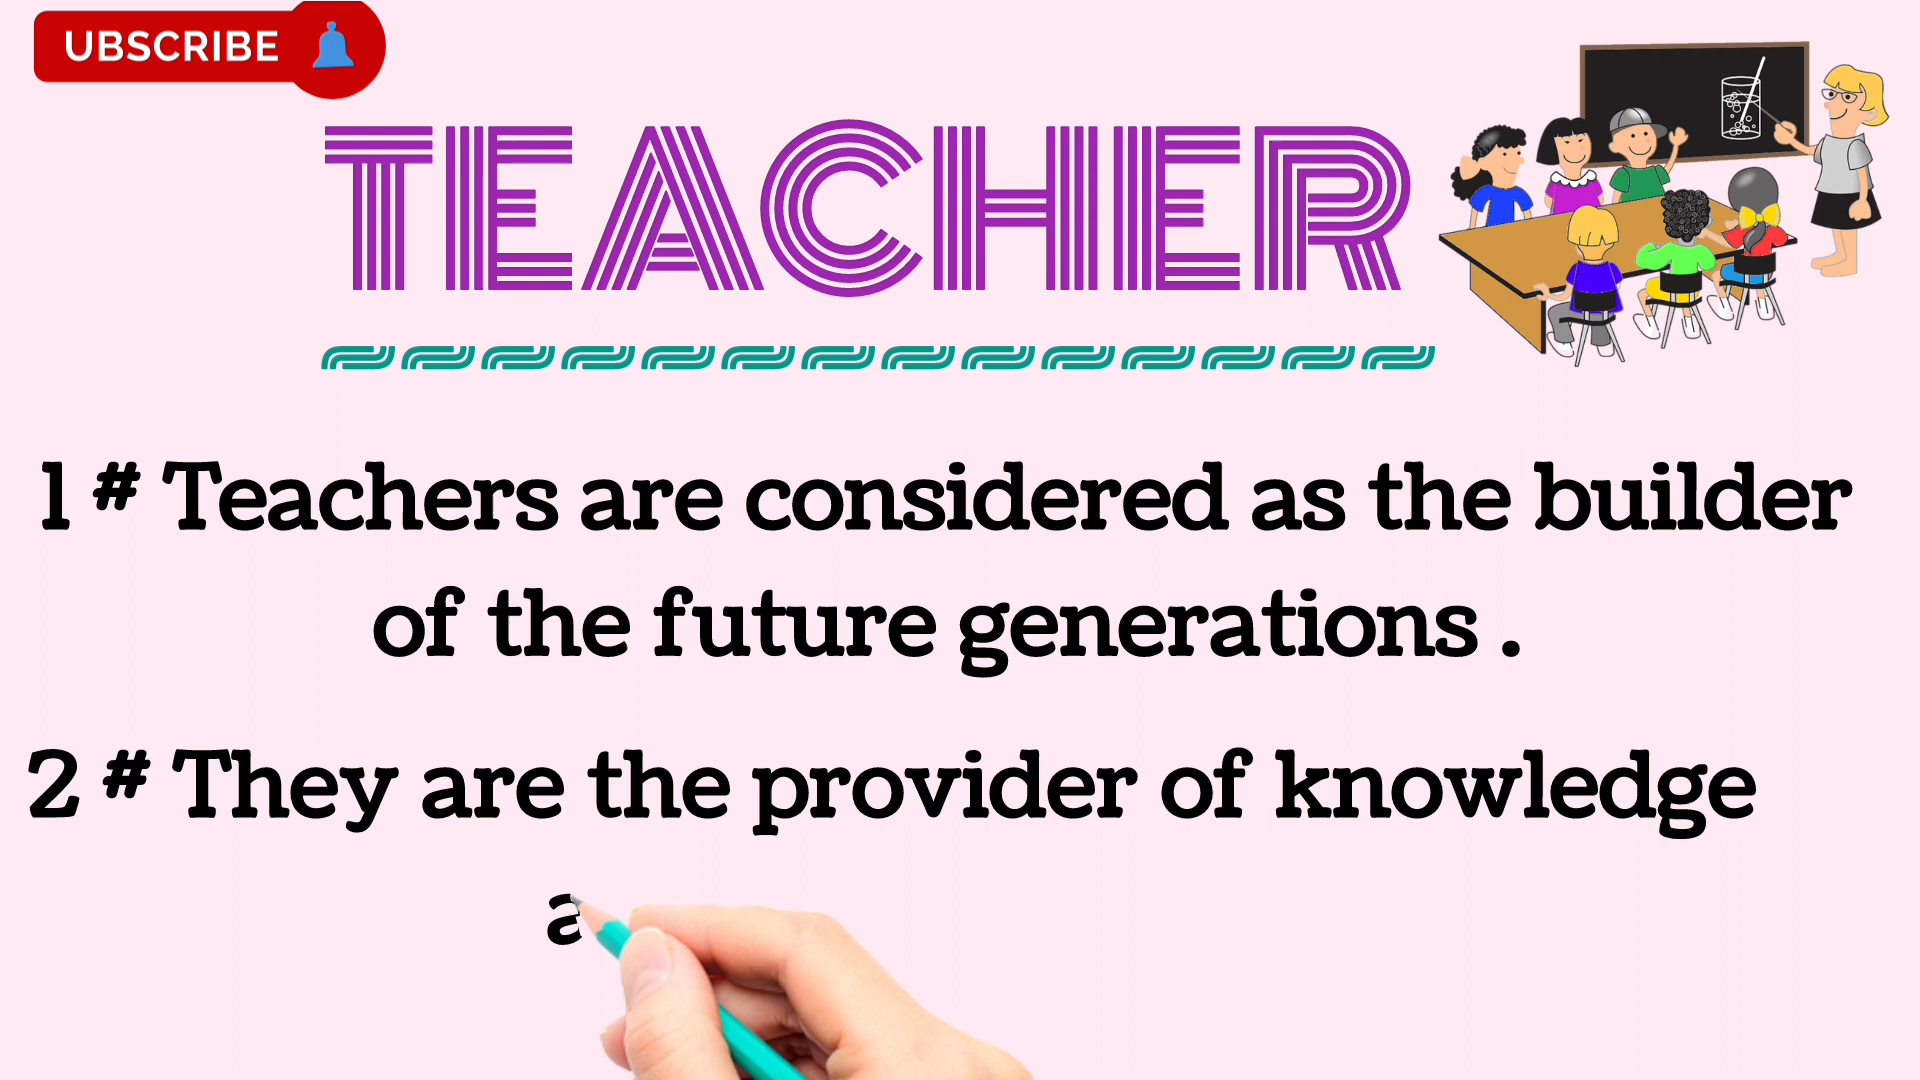 UBSCRIBE
TEACHER
1 # Teachers are considered as the builder
of the future generations .
2 # They are the provider of knowledge
a